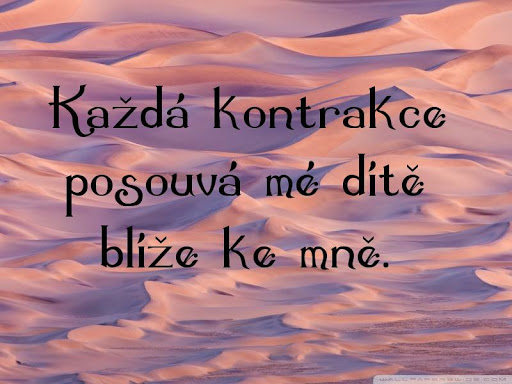 Každá kontrakce
posouvá mé dítě
blíže ke mně.